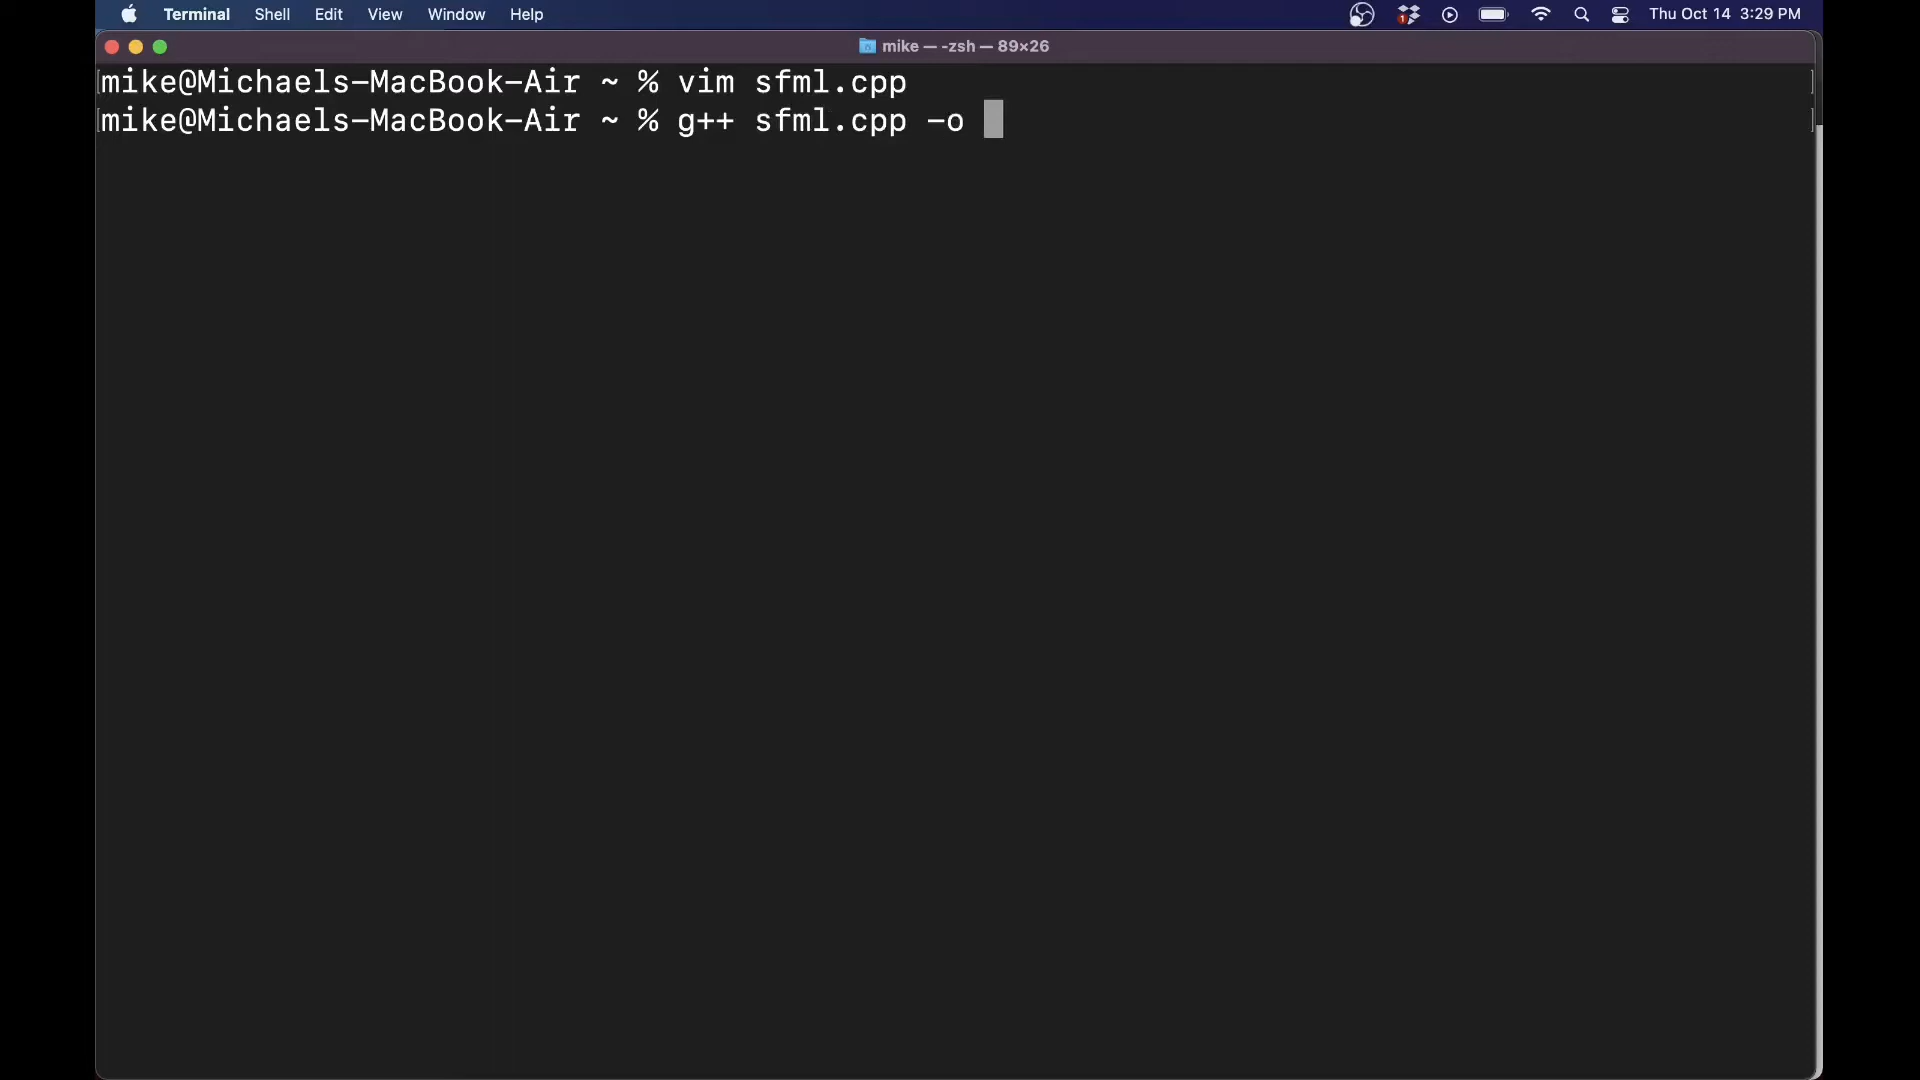 Terminal Shell Edit View Window Help 1 Thu Oct 14 3:29 PM
mike — -zsh — 89×26
mike@Michaels-MacBook-Air ~ % vim sfml.cpp
mike@Michaels-MacBook-Air ~ % g++ sfml.cpp -o